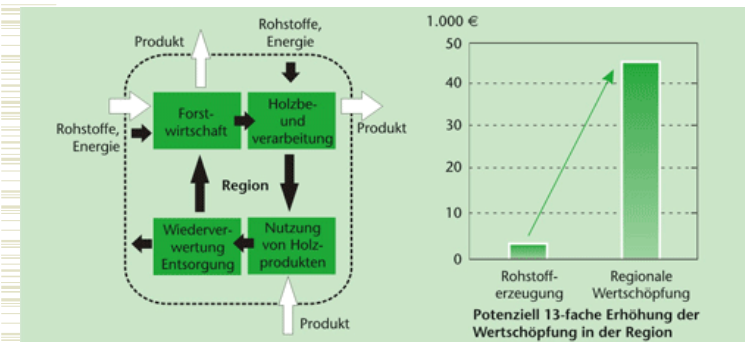 Rohstoffe,
Energie
Produkt
Forst-
wirtschaft
Holzbe-
und
verarbeitung
Rohstoffe,
Energie
Produkt
Region
Wiederver-
wertung
Entsorgung
Nutzung
von Holz-
produkten
Produkt
1.000 €
50
40
30
20
10
0
Rohstoff-
erzeugung
Regionale
Wertschöpfung
Potenziell 13-fache Erhöhung der
Wertschöpfung in der Region